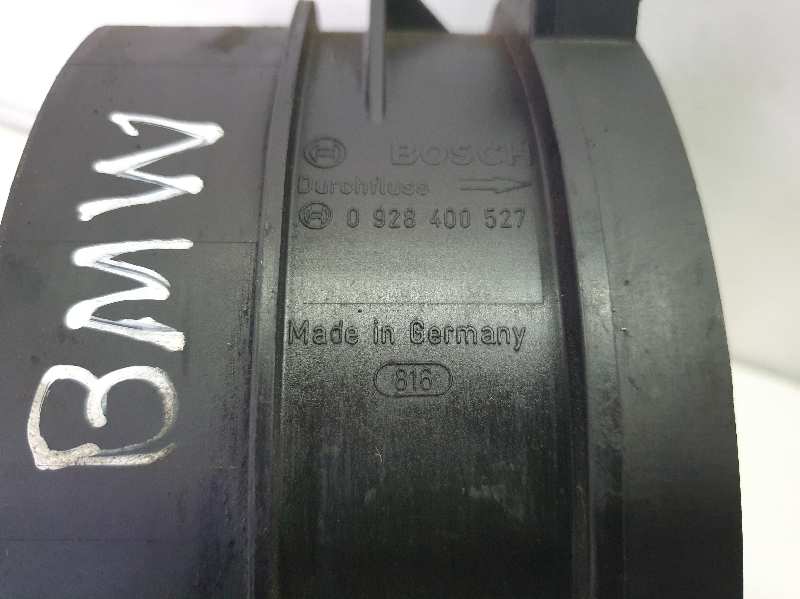 BMW
BOSCH
Durchfluss
0 928 400 527
Made in Germany
816